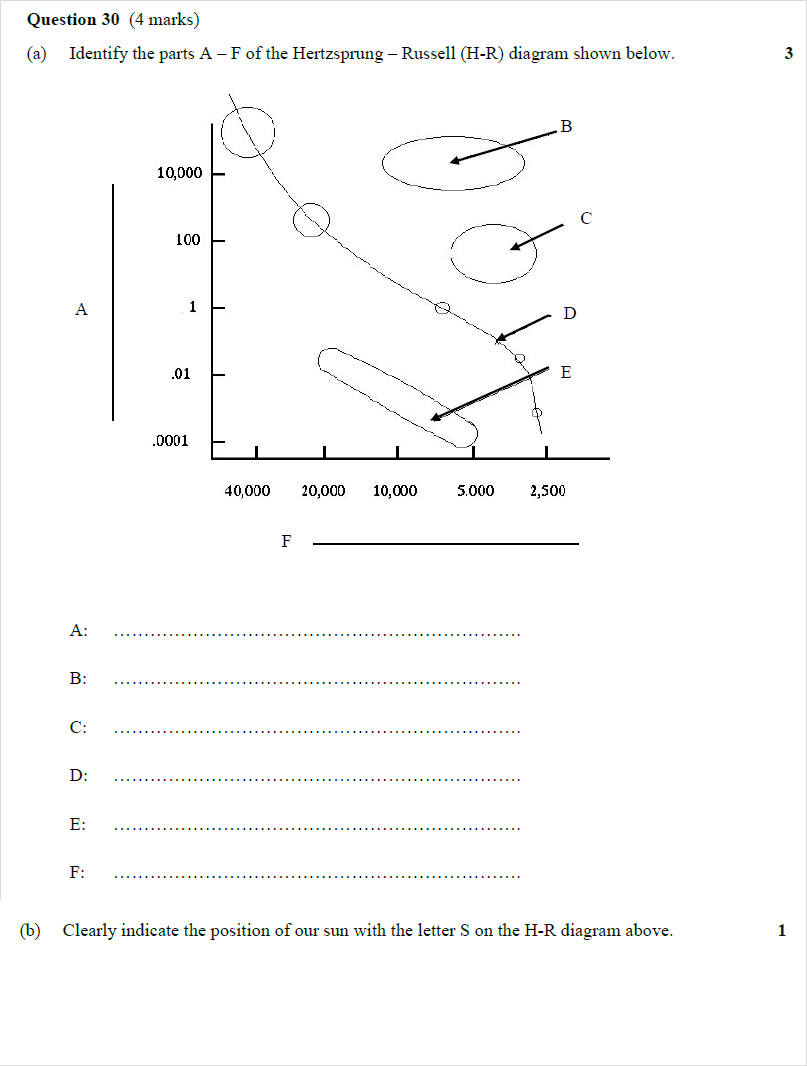 Question 30 (4 marks)
(a) Identify the parts A – F of the Hertzsprung – Russell (H-R) diagram shown below. 3
B
10,000
C
100
A
1
D
.01
E
.0001
40,000 20,000 10,000 5.000 2,500
F
A: ....................................................................
B: ....................................................................
C: ....................................................................
D: ....................................................................
E: ....................................................................
F: ....................................................................
(b) Clearly indicate the position of our sun with the letter S on the H-R diagram above. 1